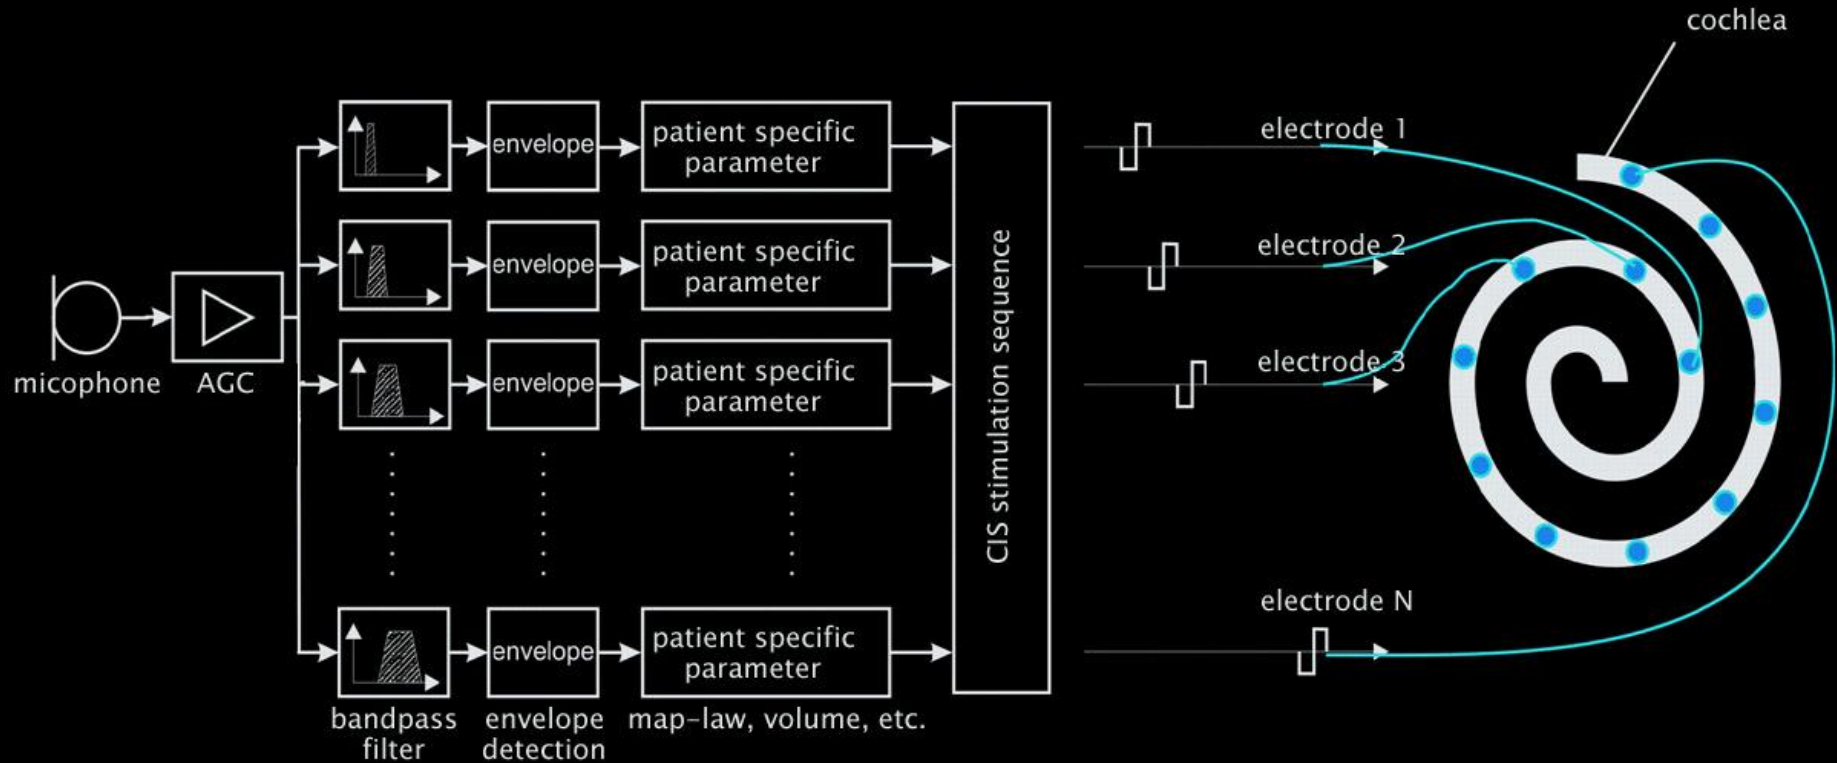 cochlea
electrode 1
patient specific
parameter
envelope
electrode 2
patient specific
parameter
envelope
CIS stimulation sequence
electrode 3
patient specific
parameter
envelope
micophone
AGC
electrode N
patient specific
parameter
envelope
bandpass
filter
envelope
detection
map-law, volume, etc.